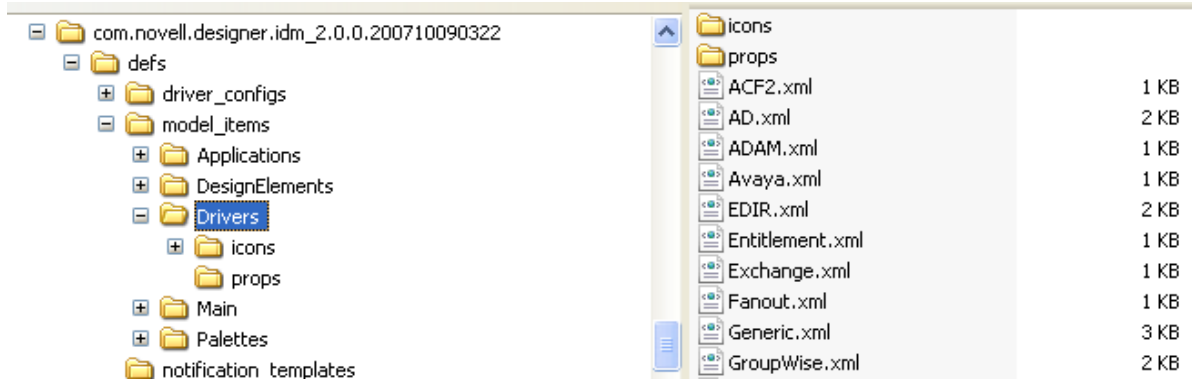 com.novell.designer.idm_2.0.0.200710090322
defs
driver_configs
model_items
Applications
DesignElements
Drivers
icons
props
Main
Palettes
notification_templates
icons
props
ACF2.xml 1 KB
AD.xml 2 KB
ADAM.xml 1 KB
Avaya.xml 1 KB
EDIR.xml 2 KB
Entitlement.xml 1 KB
Exchange.xml 1 KB
Fanout.xml 1 KB
Generic.xml 3 KB
GroupWise.xml 2 KB